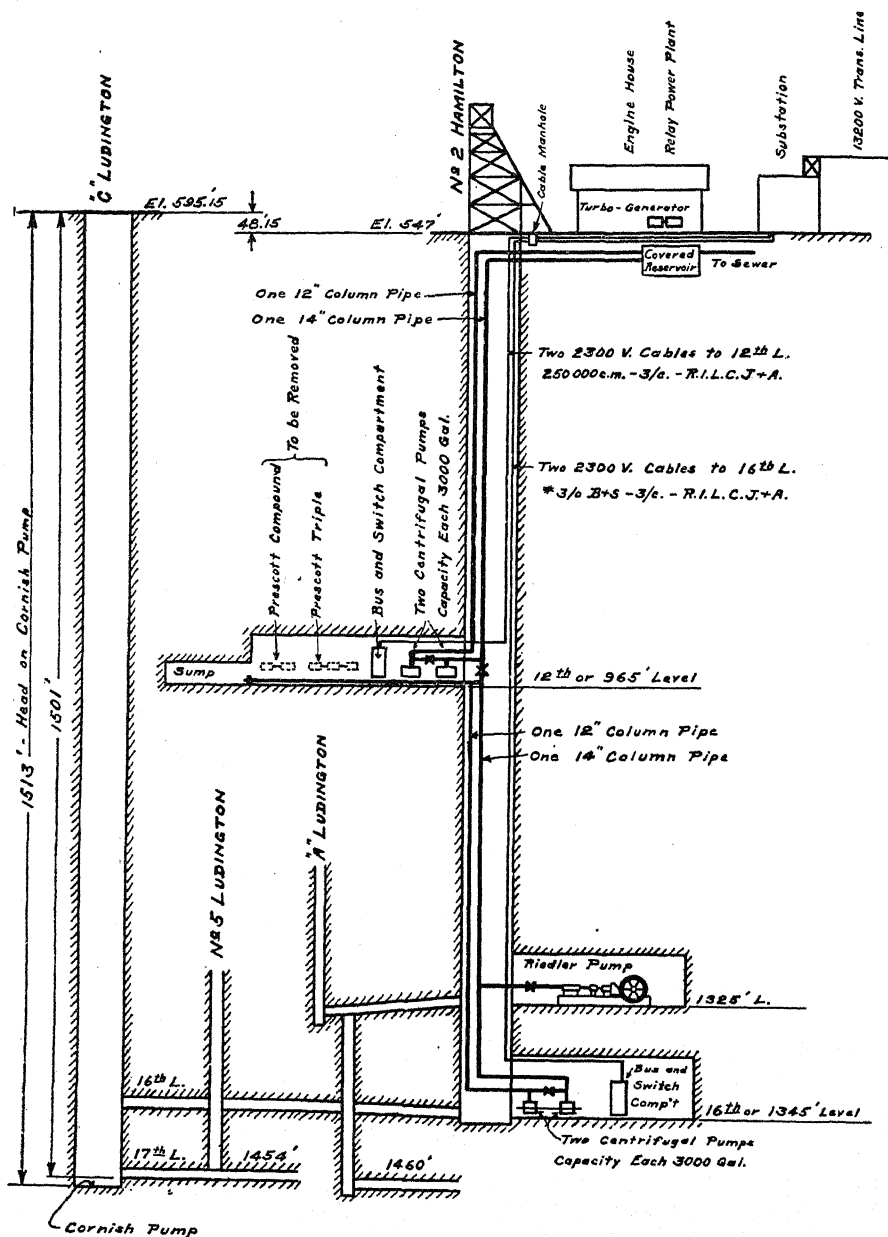 "C" LUDINGTON
No 2 HAMILTON
Cable Manhole
Engine House
Relay Power Plant
Substation
13200 V. Trans. Line
El. 595.15'
48.15
El. 547'
Turbo-Generator
Covered
Reservoir
To Sewer
One 12" Column Pipe
One 14" Column Pipe
Two 2300 V. Cables to 12th L.
250000c.m. - 3/c. - R.I.L.C.J + A.
Two 2300 V. Cables to 16th L.
# 3/0 B+S - 3/c. - R.I.L.C.J. + A.
To be Removed
Prescott Compound
Prescott Triple
Bus and Switch Compartment
Two Centrifugal Pumps
Capacity Each 3000 Gal.
1513' - Head on Cornish Pump
1501'
Sump
12th or 965' Level
One 12" Column Pipe
One 14" Column Pipe
No 5 LUDINGTON
"A" LUDINGTON
Riedler Pump
1325' L.
16th L.
Bus and
Switch
Comp't
16th or 1345' Level
17th L.
1454'
1460'
Two Centrifugal Pumps
Capacity Each 3000 Gal.
Cornish Pump